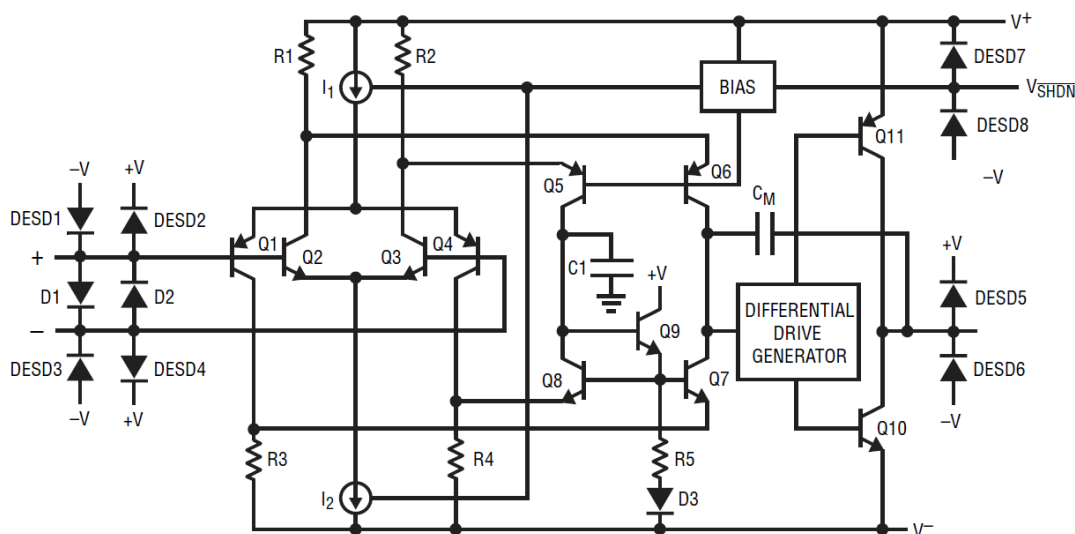 V+
R1
R2
DESD7
I1
BIAS
VSHDN
DESD8
Q11
–V
+V
Q5
Q6
–V
CM
DESD1
DESD2
Q1
Q2
Q3
Q4
+
C1
+V
+V
D1
D2
DIFFERENTIAL
DRIVE
GENERATOR
DESD5
–
Q9
DESD3
DESD4
Q8
Q7
DESD6
–V
+V
Q10
–V
R3
R4
R5
I2
D3
V–